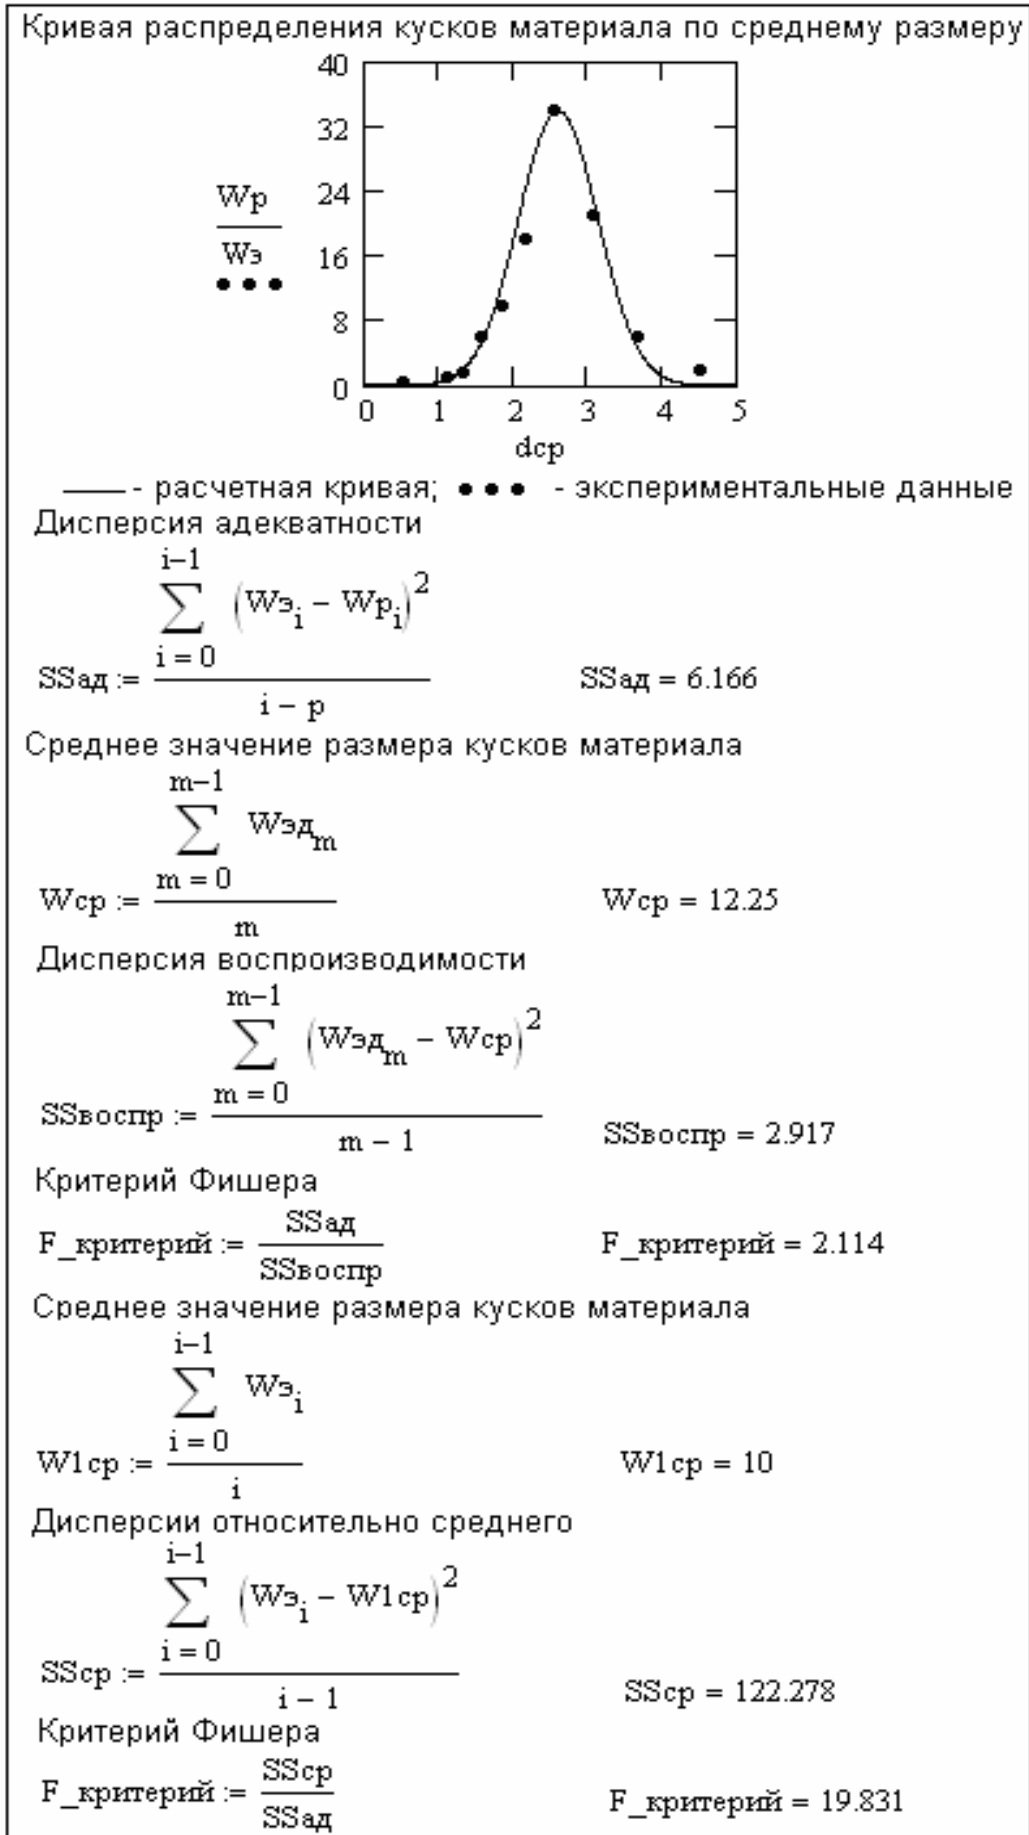 Кривая распределения кусков материала по среднему размеру
40
32
24
16
8
0
Wp
Wэ
0 1 2 3 4 5
dcp
- расчетная кривая; ● ● ● - экспериментальные данные
Дисперсия адекватности
i−1
∑ (Wэ_i − Wp_i)^2
i = 0
SSад := i − p SSад = 6.166
Среднее значение размера кусков материала
m−1
∑ Wэд_m
m = 0
Wcp := m Wcp = 12.25
Дисперсия воспроизводимости
m−1
∑ (Wэд_m − Wcp)^2
m = 0
SSвоспр := m − 1 SSвоспр = 2.917
Критерий Фишера
F_критерий := SSад / SSвоспр F_критерий = 2.114
Среднее значение размера кусков материала
i−1
∑ Wэ_i
i = 0
W1cp := i W1cp = 10
Дисперсии относительно среднего
i−1
∑ (Wэ_i − W1cp)^2
i = 0
SScp := i − 1 SScp = 122.278
Критерий Фишера
F_критерий := SScp / SSад F_критерий = 19.831